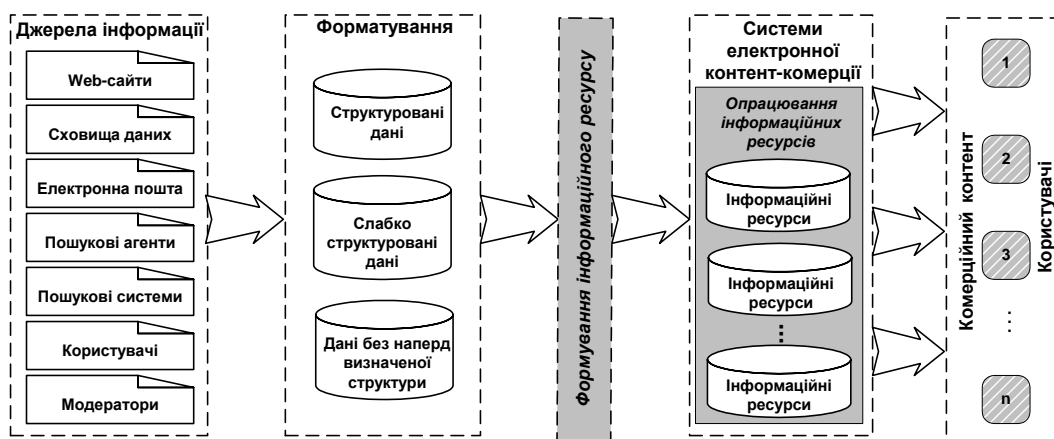 Джерела інформації
Web-сайти
Сховища даних
Електронна пошта
Пошукові агенти
Пошукові системи
Користувачі
Модератори
Форматування
Структуровані
дані
Слабко
структуровані
дані
Дані без наперд
визначеної
структури
Формування інформаційного ресурсу
Системи
електронної
контент-комерції
Опрацювання
інформаційних
ресурсів
Інформаційні
ресурси
Інформаційні
ресурси
...
Інформаційні
ресурси
Комерційний контент
1
2
3
...
n
Користувачі